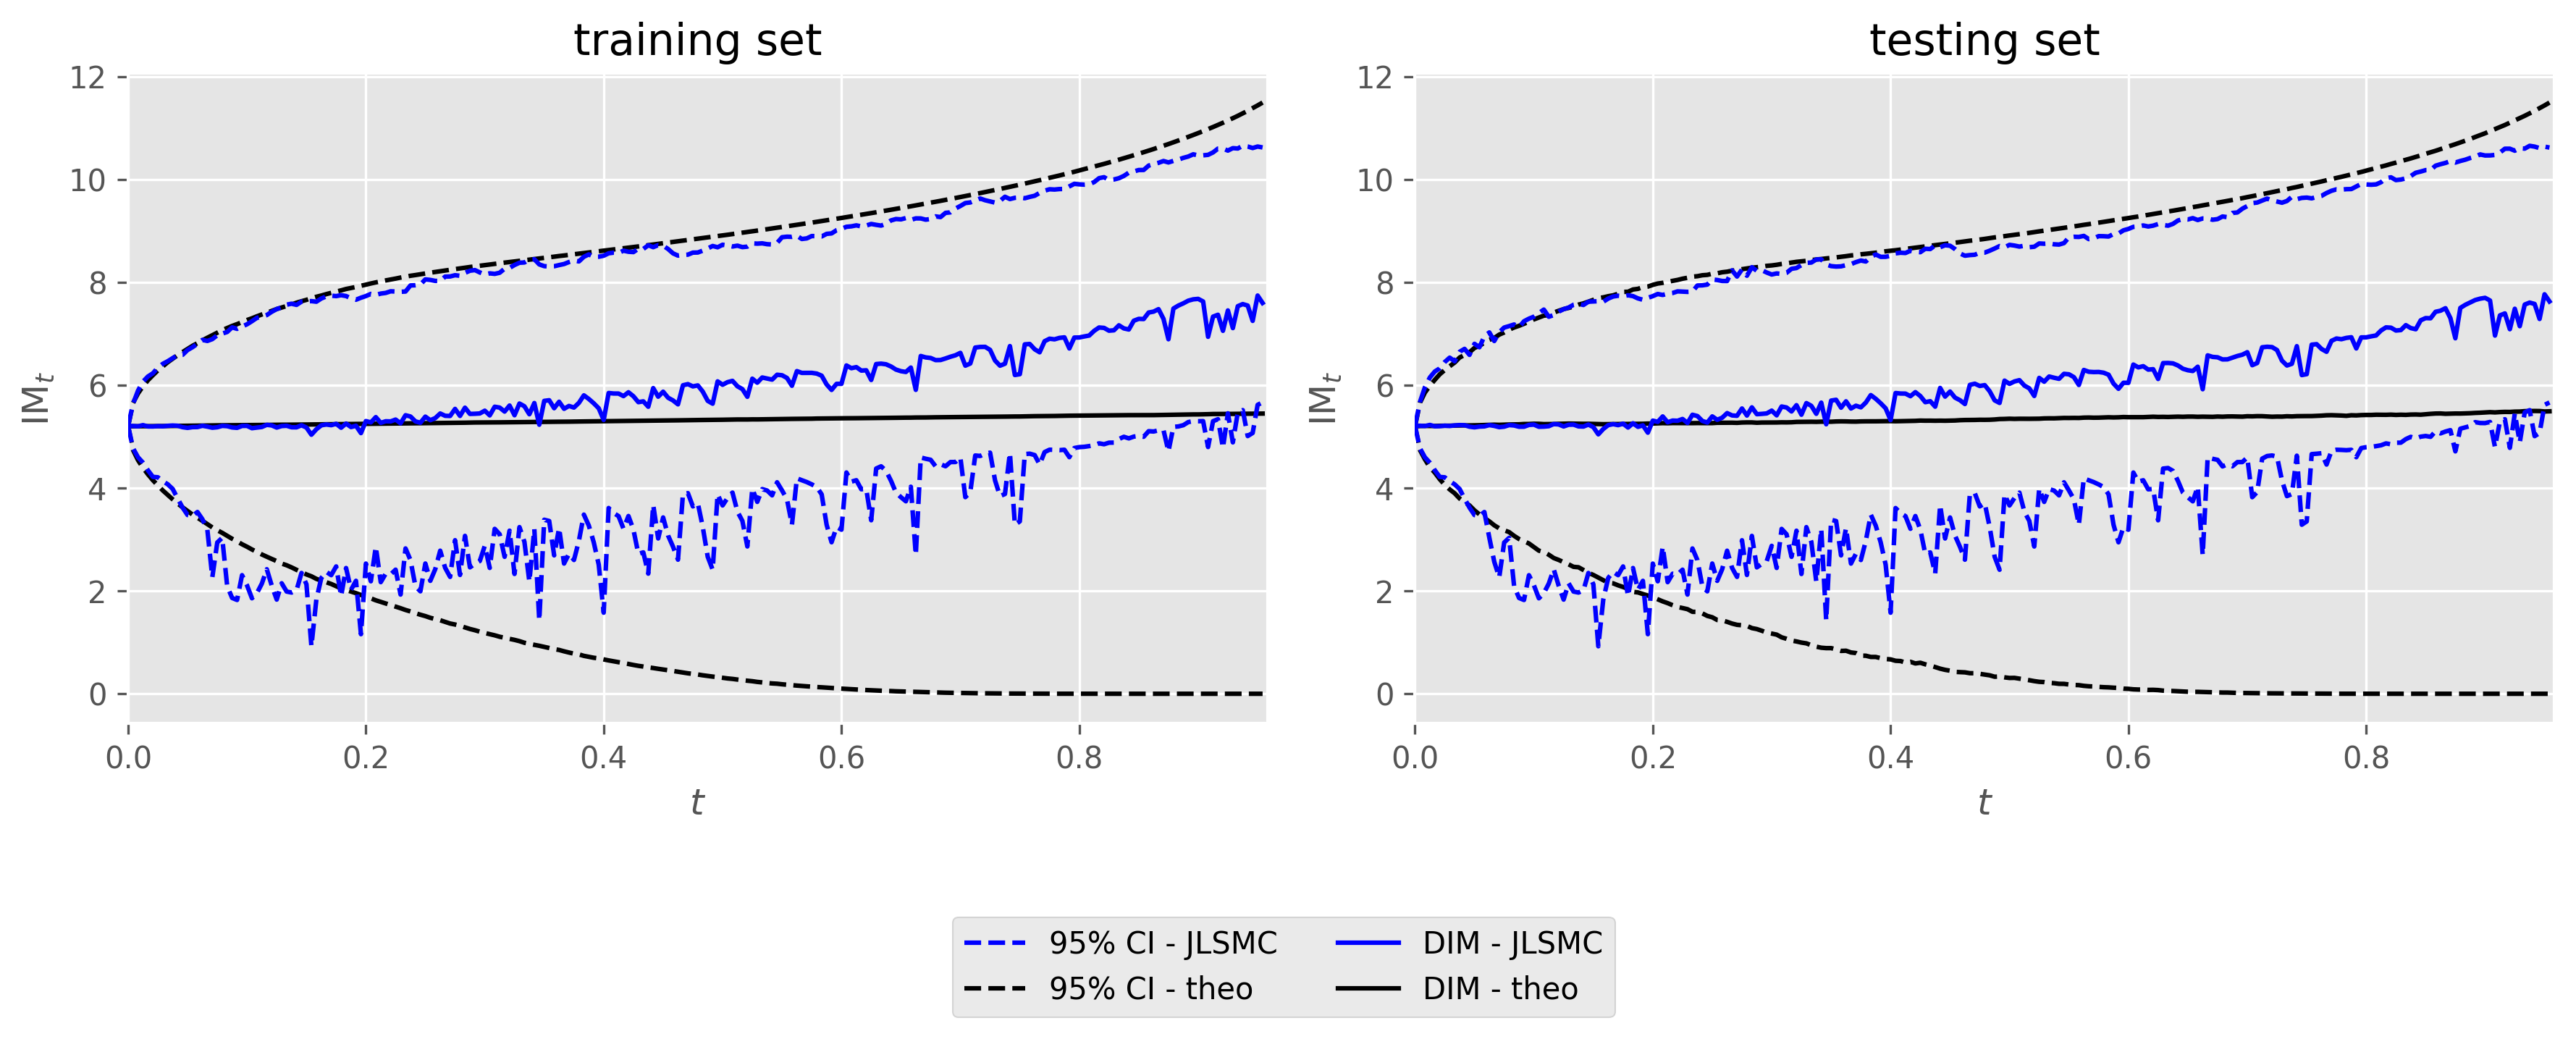 training set
testing set
12
10
8
6
4
2
0
IM_t
0.0 0.2 0.4 0.6 0.8
t
12
10
8
6
4
2
0
IM_t
0.0 0.2 0.4 0.6 0.8
t
95% CI - JLSMC
95% CI - theo
DIM - JLSMC
DIM - theo